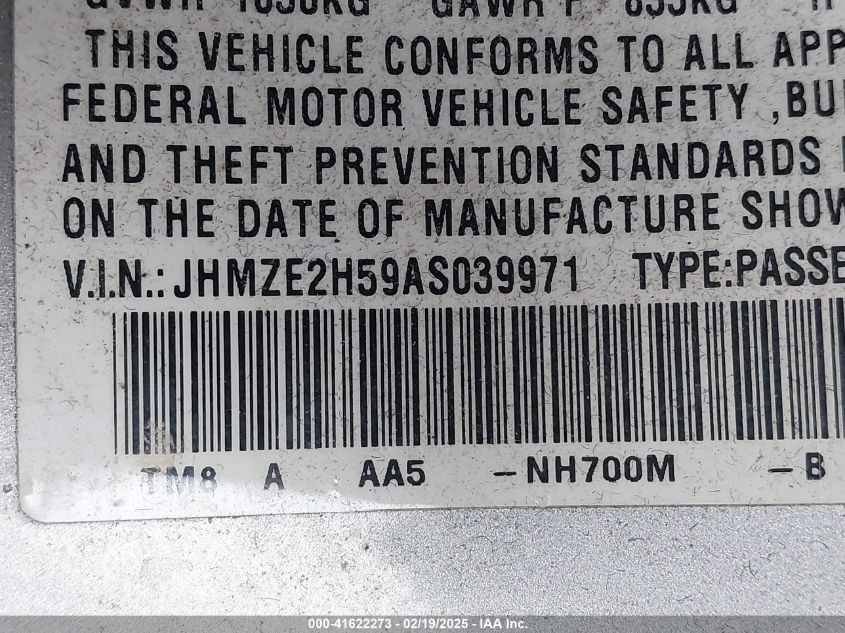 THIS VEHICLE CONFORMS TO ALL APP
FEDERAL MOTOR VEHICLE SAFETY ,BU
AND THEFT PREVENTION STANDARDS
ON THE DATE OF MANUFACTURE SHOW
V.I.N.: JHMZE2H59AS039971 TYPE:PASSE
TM8 A AA5 -NH700M -B
000-41622273 - 02/19/2025 - IAA Inc.